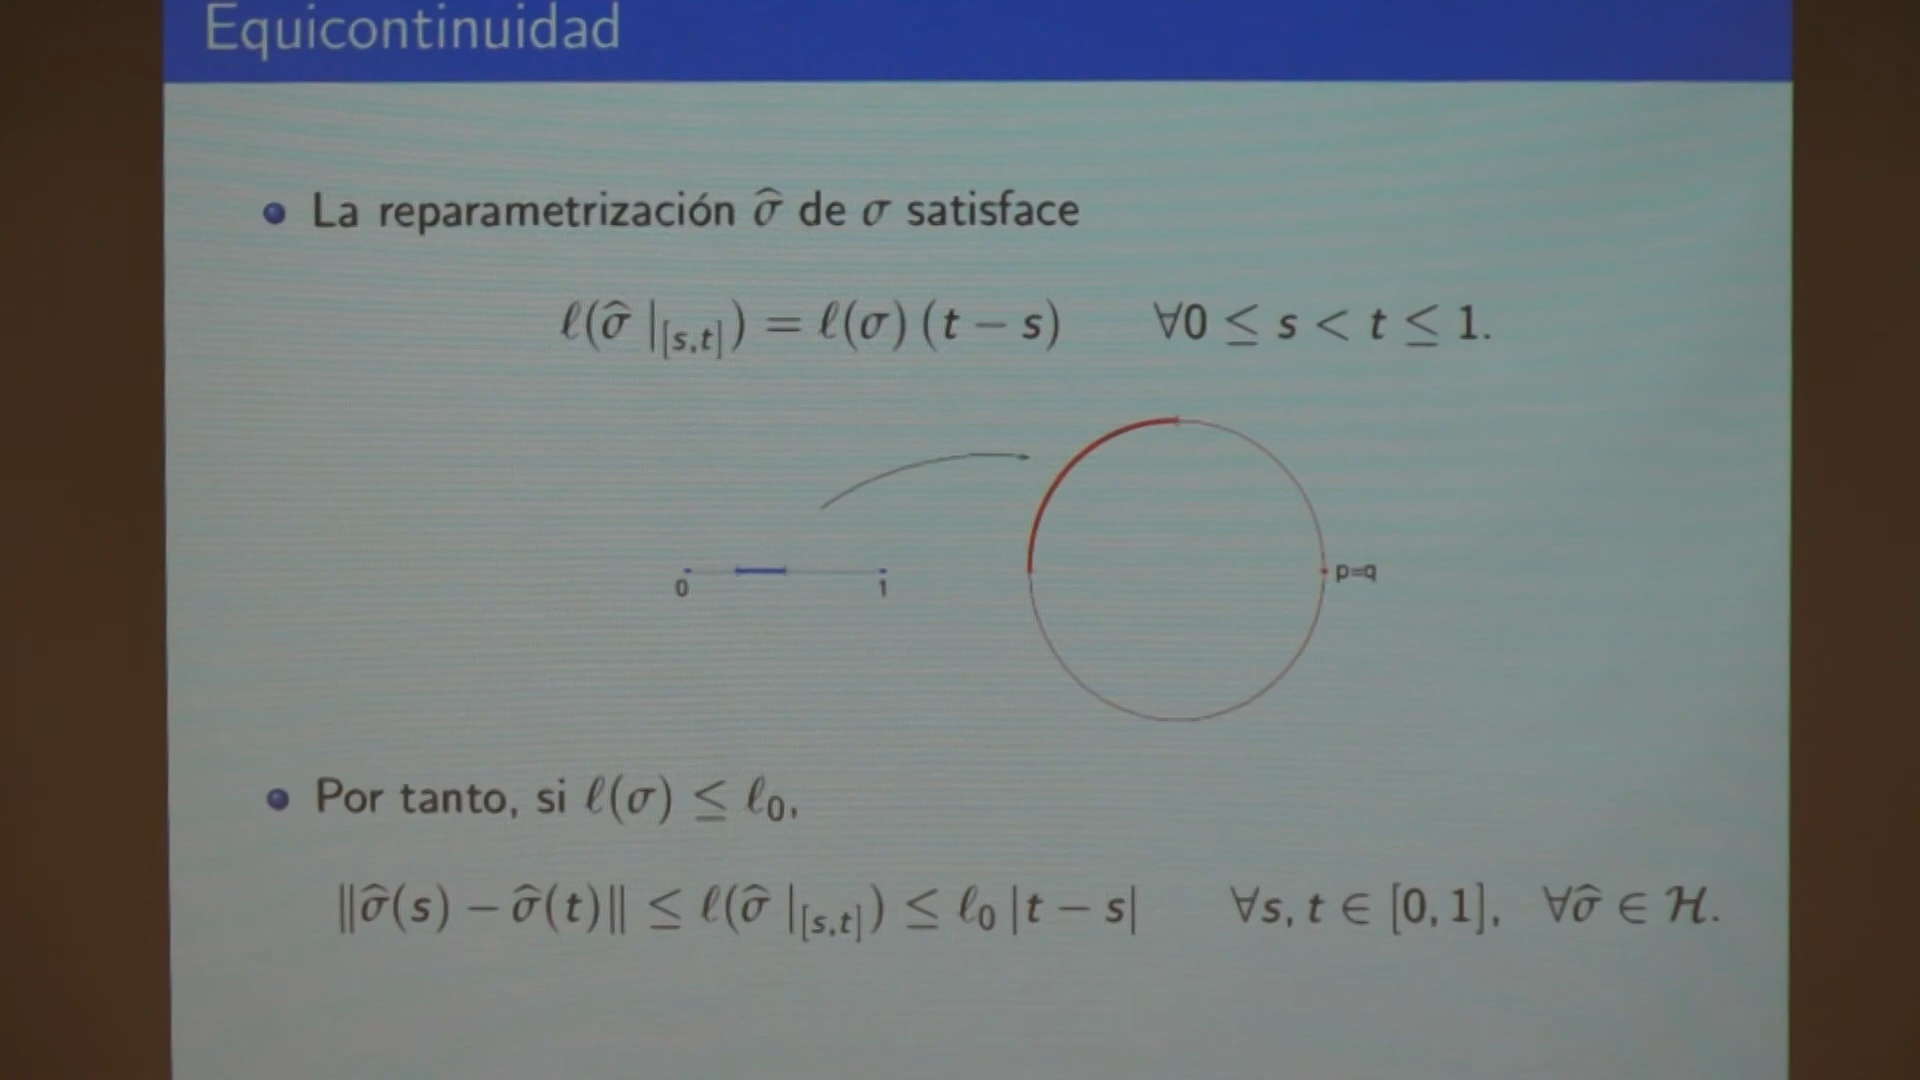 Equicontinuidad
• La reparametrización σ̂ de σ satisface
ℓ(σ̂ |[s,t]) = ℓ(σ) (t − s)   ∀0 ≤ s < t ≤ 1.
0
1
p=q
• Por tanto, si ℓ(σ) ≤ ℓ₀,
‖σ̂(s) − σ̂(t)‖ ≤ ℓ(σ̂ |[s,t]) ≤ ℓ₀ |t − s|   ∀s, t ∈ [0, 1], ∀σ̂ ∈ ℋ.